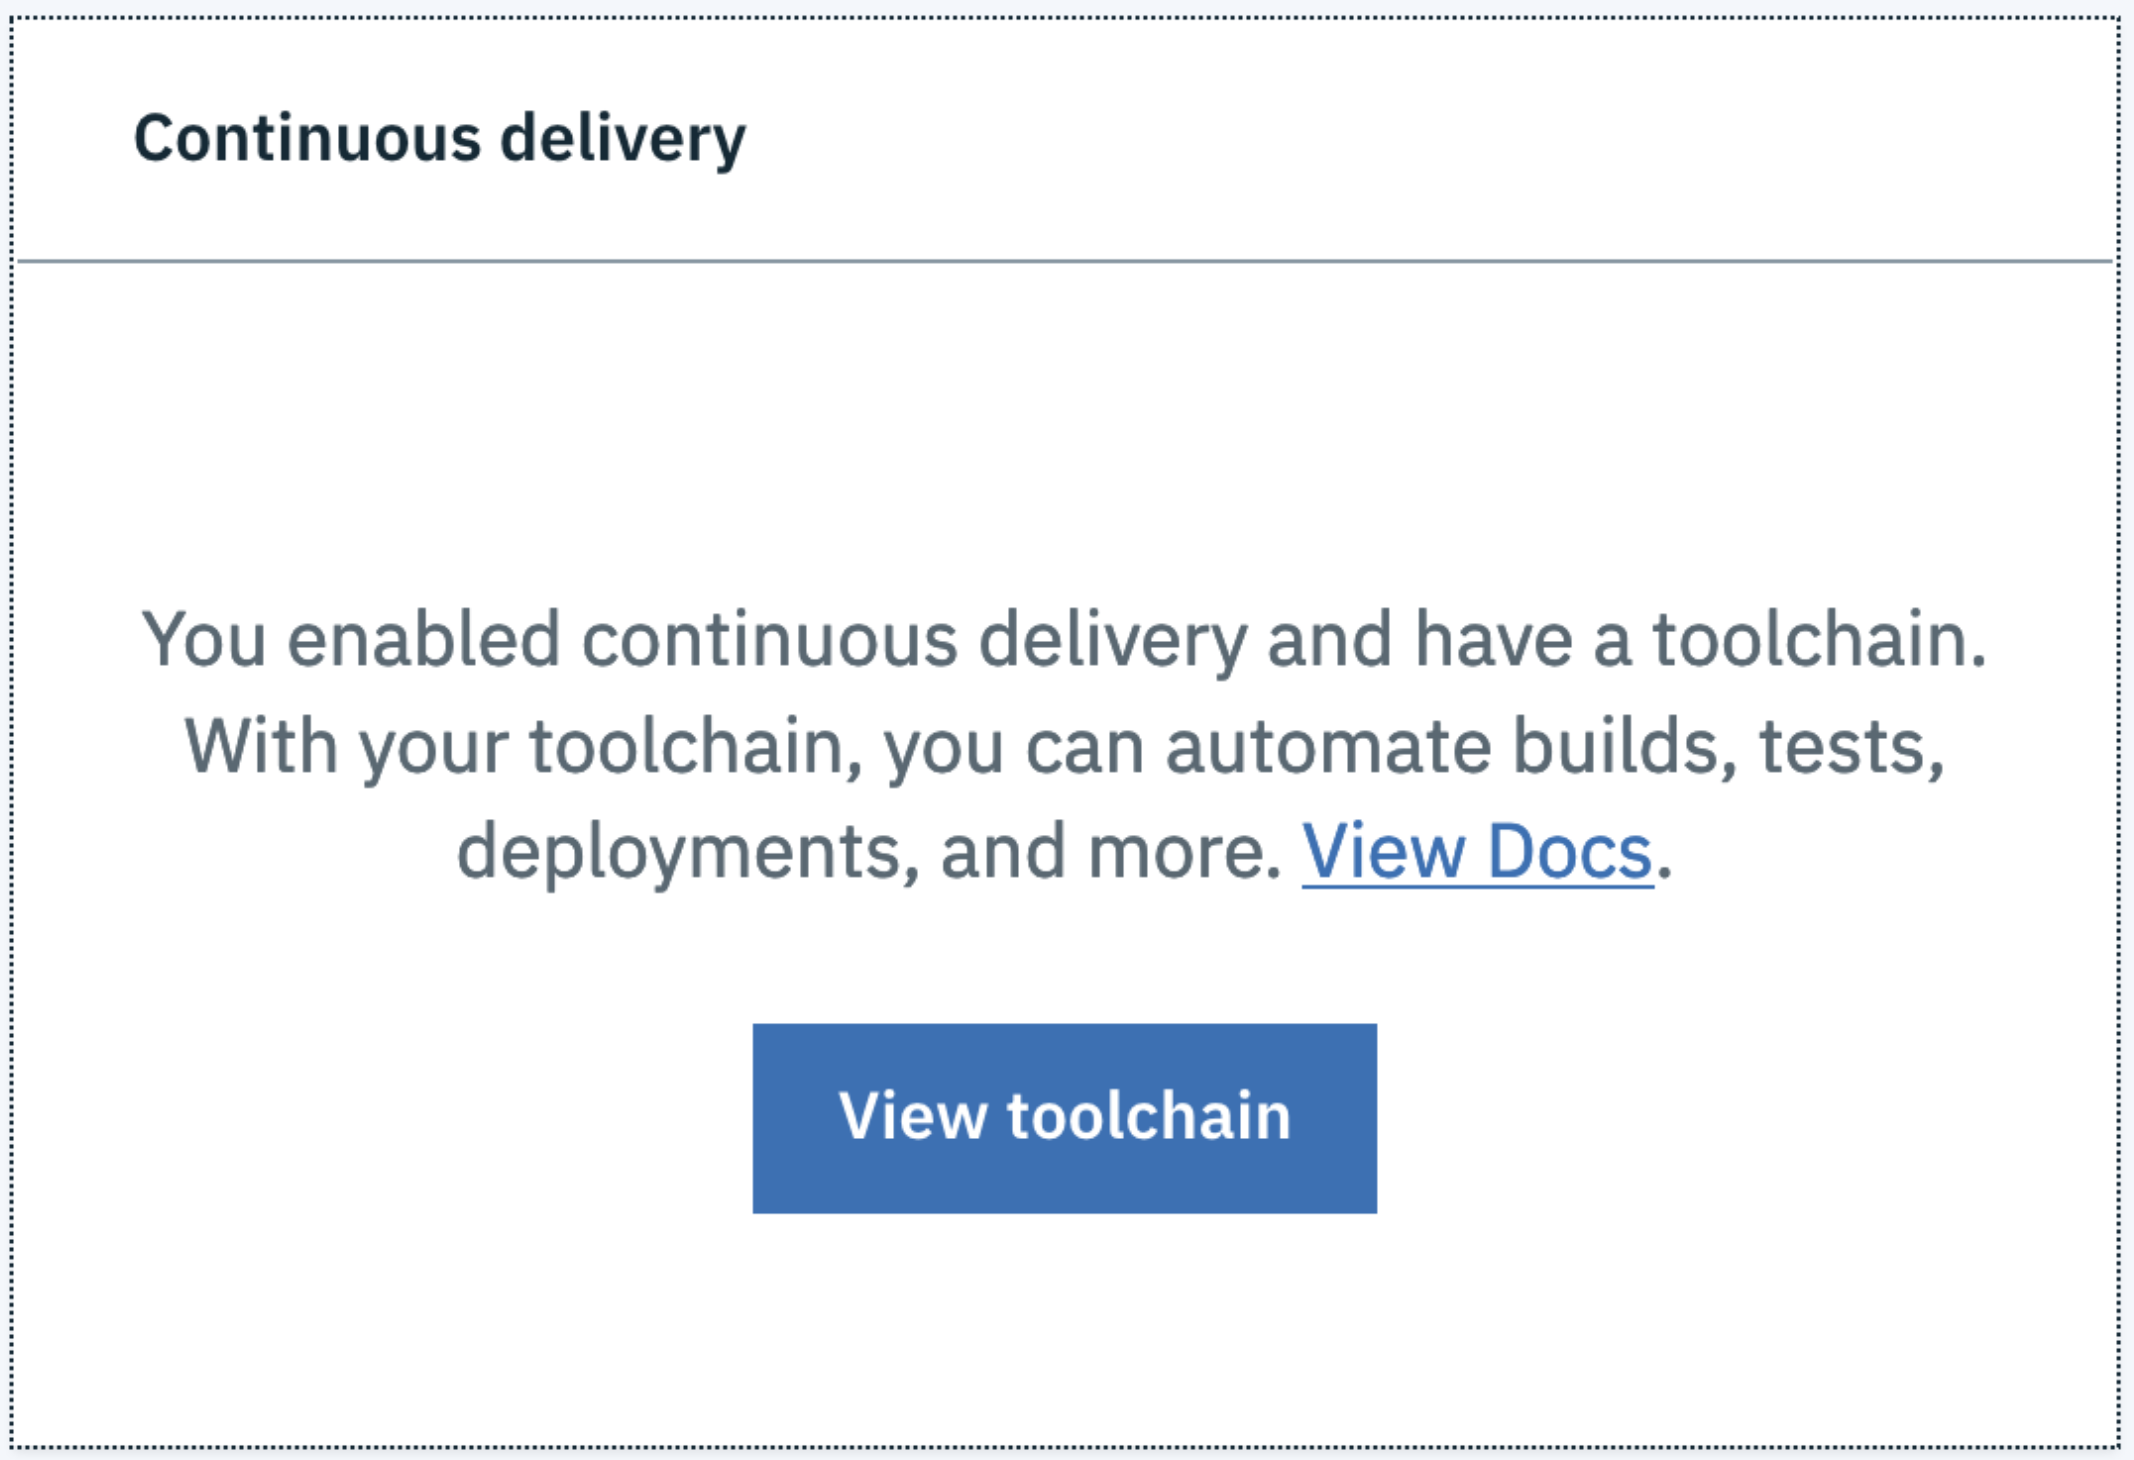 Continuous delivery
You enabled continuous delivery and have a toolchain.
With your toolchain, you can automate builds, tests,
deployments, and more. View Docs.
View toolchain